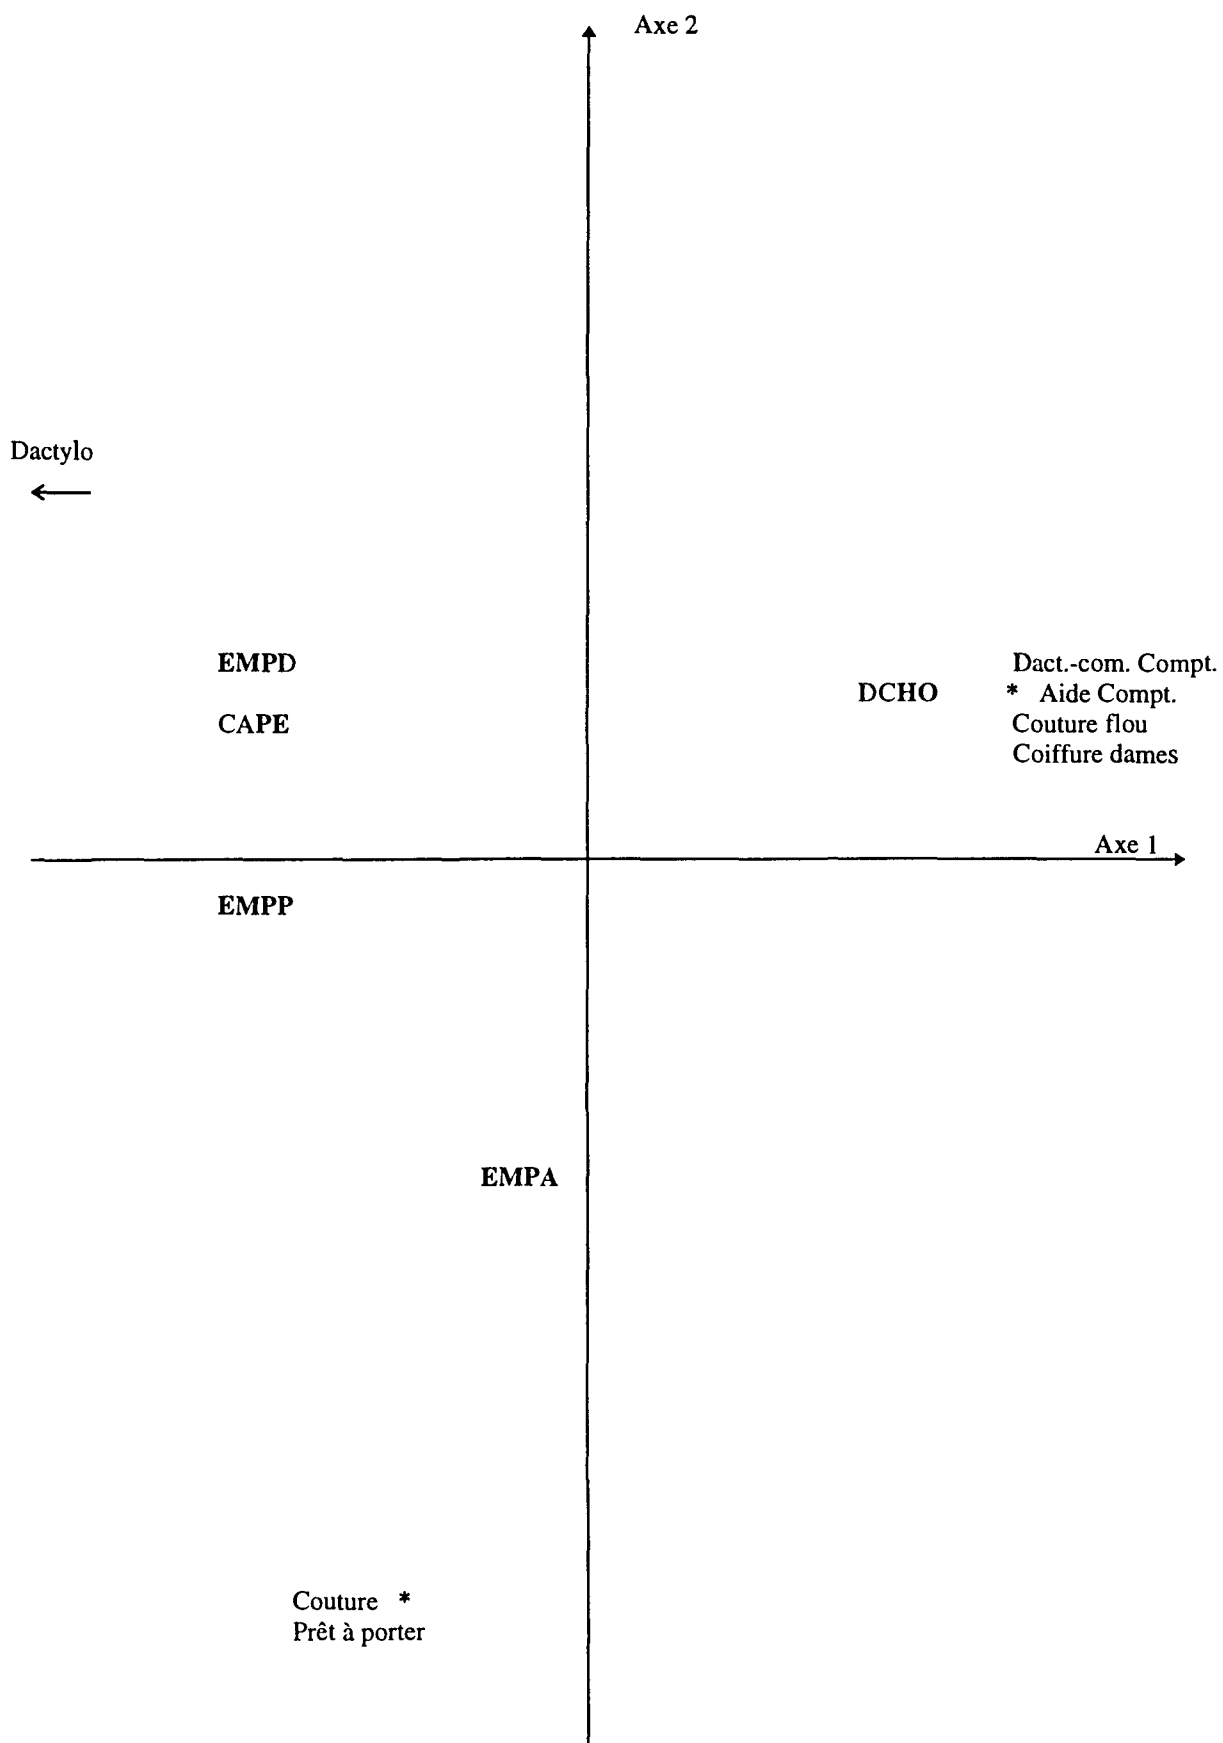 Axe 2
Dactylo
EMPD
Dact.-com. Compt.
DCHO
* Aide Compt.
CAPE
Couture flou
Coiffure dames
Axe 1
EMPP
EMPA
Couture *
Prêt à porter